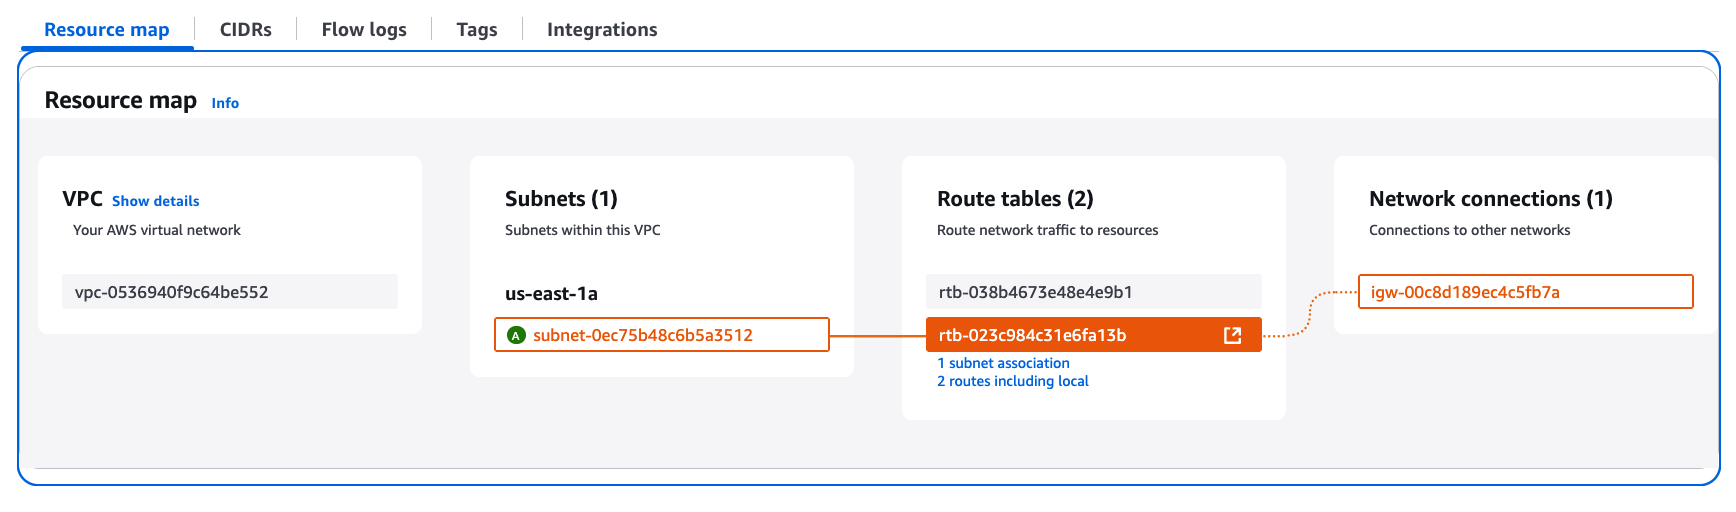 Resource map
CIDRs
Flow logs
Tags
Integrations
Resource map Info
VPC Show details
Your AWS virtual network
vpc-0536940f9c64be552
Subnets (1)
Subnets within this VPC
us-east-1a
A subnet-0ec75b48c6b5a3512
Route tables (2)
Route network traffic to resources
rtb-038b4673e48e4e9b1
rtb-023c984c31e6fa13b
1 subnet association
2 routes including local
Network connections (1)
Connections to other networks
igw-00c8d189ec4c5fb7a